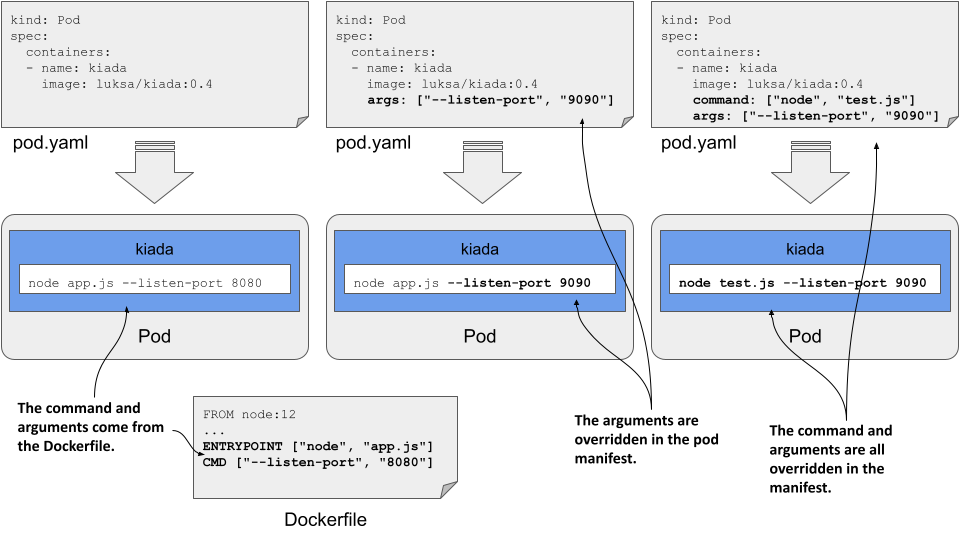 kind: Pod
spec:
  containers:
  - name: kiada
    image: luksa/kiada:0.4
pod.yaml
kind: Pod
spec:
  containers:
  - name: kiada
    image: luksa/kiada:0.4
    args: ["--listen-port", "9090"]
pod.yaml
kind: Pod
spec:
  containers:
  - name: kiada
    image: luksa/kiada:0.4
    command: ["node", "test.js"]
    args: ["--listen-port", "9090"]
pod.yaml
kiada
node app.js --listen-port 8080
Pod
kiada
node app.js --listen-port 9090
Pod
kiada
node test.js --listen-port 9090
Pod
The command and
arguments come from
the Dockerfile.
FROM node:12
...
ENTRYPOINT ["node", "app.js"]
CMD ["--listen-port", "8080"]
Dockerfile
The arguments are
overridden in the pod
manifest.
The command and
arguments are all
overridden in the
manifest.